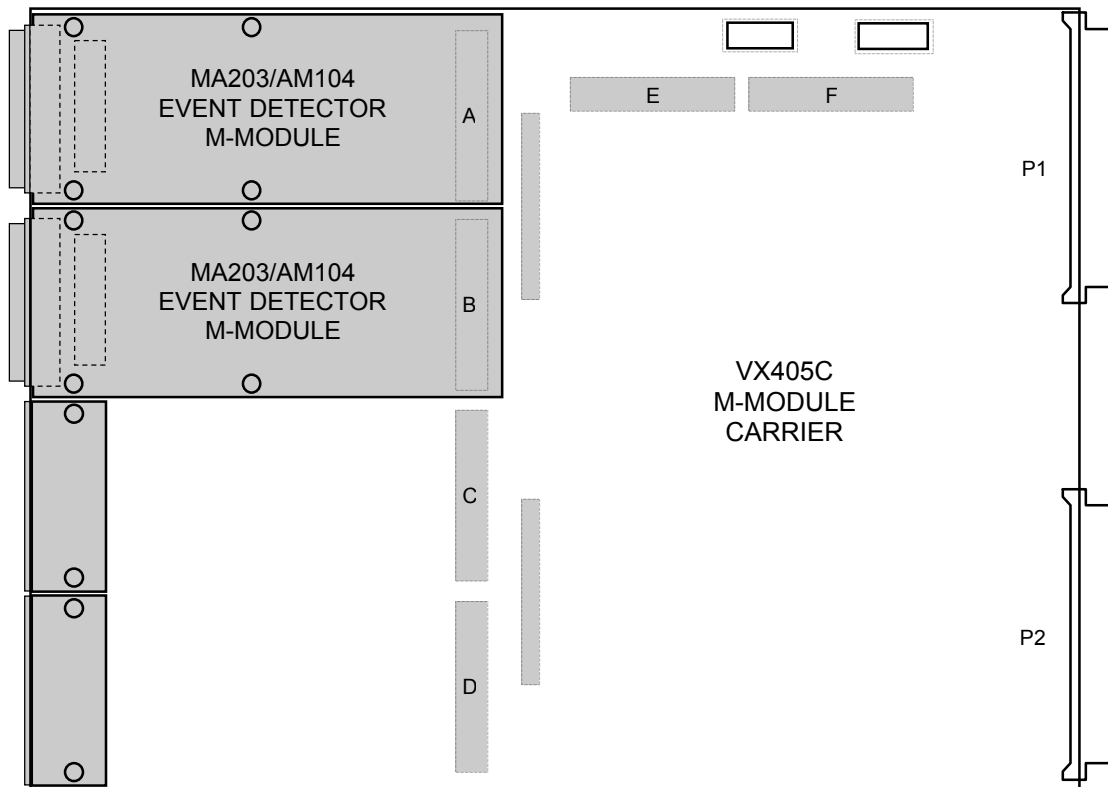 MA203/AM104
EVENT DETECTOR
M-MODULE
A
E
F
P1
MA203/AM104
EVENT DETECTOR
M-MODULE
B
VX405C
M-MODULE
CARRIER
C
D
P2